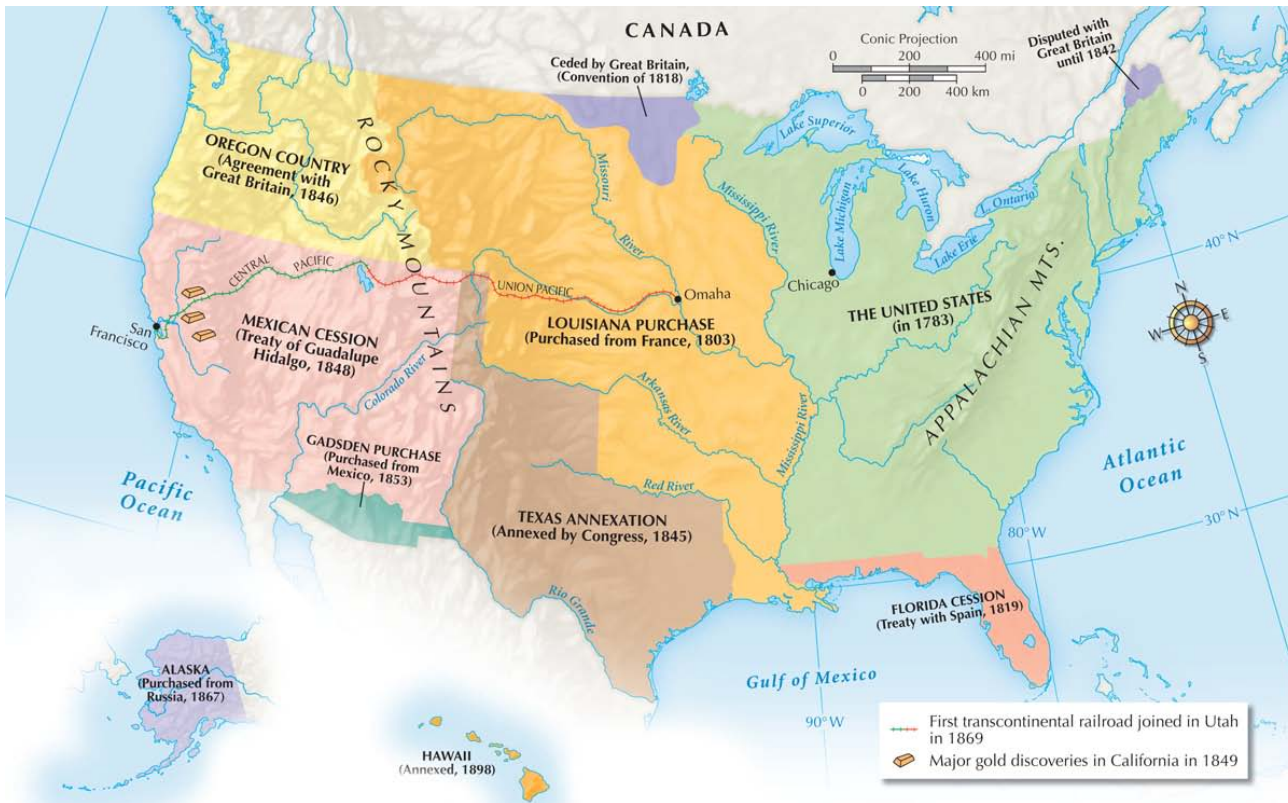 CANADA
Conic Projection
0 200 400 mi
0 200 400 km
Disputed with
Great Britain
until 1842
Ceded by Great Britain,
(Convention of 1818)
OREGON COUNTRY
(Agreement with
Great Britain, 1846)
ROCKY MOUNTAINS
Missouri
River
Mississippi River
Lake Superior
Lake Michigan
Lake Huron
L. Ontario
Lake Erie
40° N
CENTRAL PACIFIC
UNION PACIFIC
Omaha
Chicago
San
Francisco
MEXICAN CESSION
(Treaty of Guadalupe
Hidalgo, 1848)
LOUISIANA PURCHASE
(Purchased from France, 1803)
THE UNITED STATES
(in 1783)
APPALACHIAN MTS.
N
W E
S
Colorado River
Arkansas River
Mississippi River
GADSDEN PURCHASE
(Purchased from
Mexico, 1853)
Pacific
Ocean
Atlantic
Ocean
Red River
TEXAS ANNEXATION
(Annexed by Congress, 1845)
80° W
30° N
Rio Grande
FLORIDA CESSION
(Treaty with Spain, 1819)
Gulf of Mexico
ALASKA
(Purchased from
Russia, 1867)
90° W
HAWAII
(Annexed, 1898)
First transcontinental railroad joined in Utah
in 1869
Major gold discoveries in California in 1849